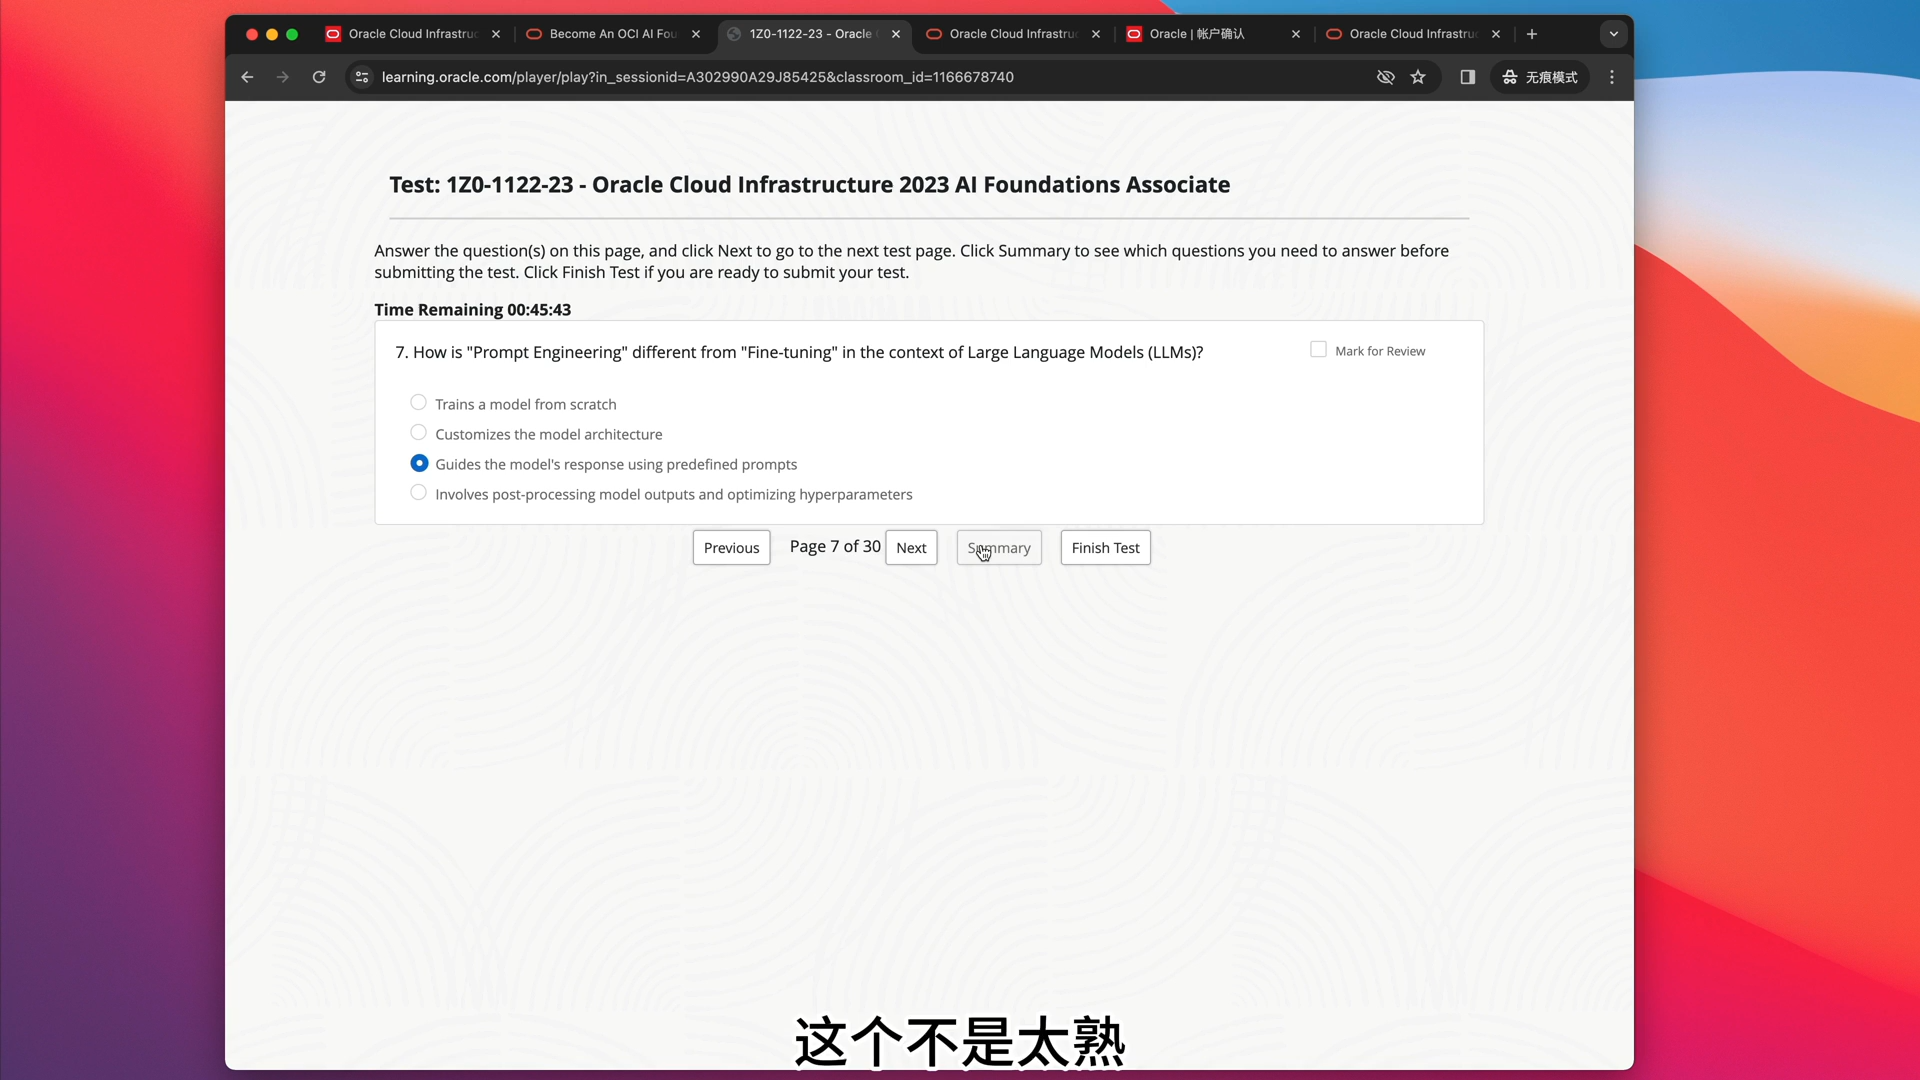 Oracle Cloud Infrastruc
Become An OCI AI Fou
1Z0-1122-23 - Oracle C
Oracle Cloud Infrastruc
Oracle | 帐户确认
Oracle Cloud Infrastruc
learning.oracle.com/player/play?in_sessionid=A302990A29J85425&classroom_id=1166678740
无痕模式
Test: 1Z0-1122-23 - Oracle Cloud Infrastructure 2023 AI Foundations Associate
Answer the question(s) on this page, and click Next to go to the next test page. Click Summary to see which questions you need to answer before
submitting the test. Click Finish Test if you are ready to submit your test.
Time Remaining 00:45:43
7. How is "Prompt Engineering" different from "Fine-tuning" in the context of Large Language Models (LLMs)?
Mark for Review
Trains a model from scratch
Customizes the model architecture
Guides the model's response using predefined prompts
Involves post-processing model outputs and optimizing hyperparameters
Previous
Page 7 of 30
Next
Summary
Finish Test
这个不是太熟